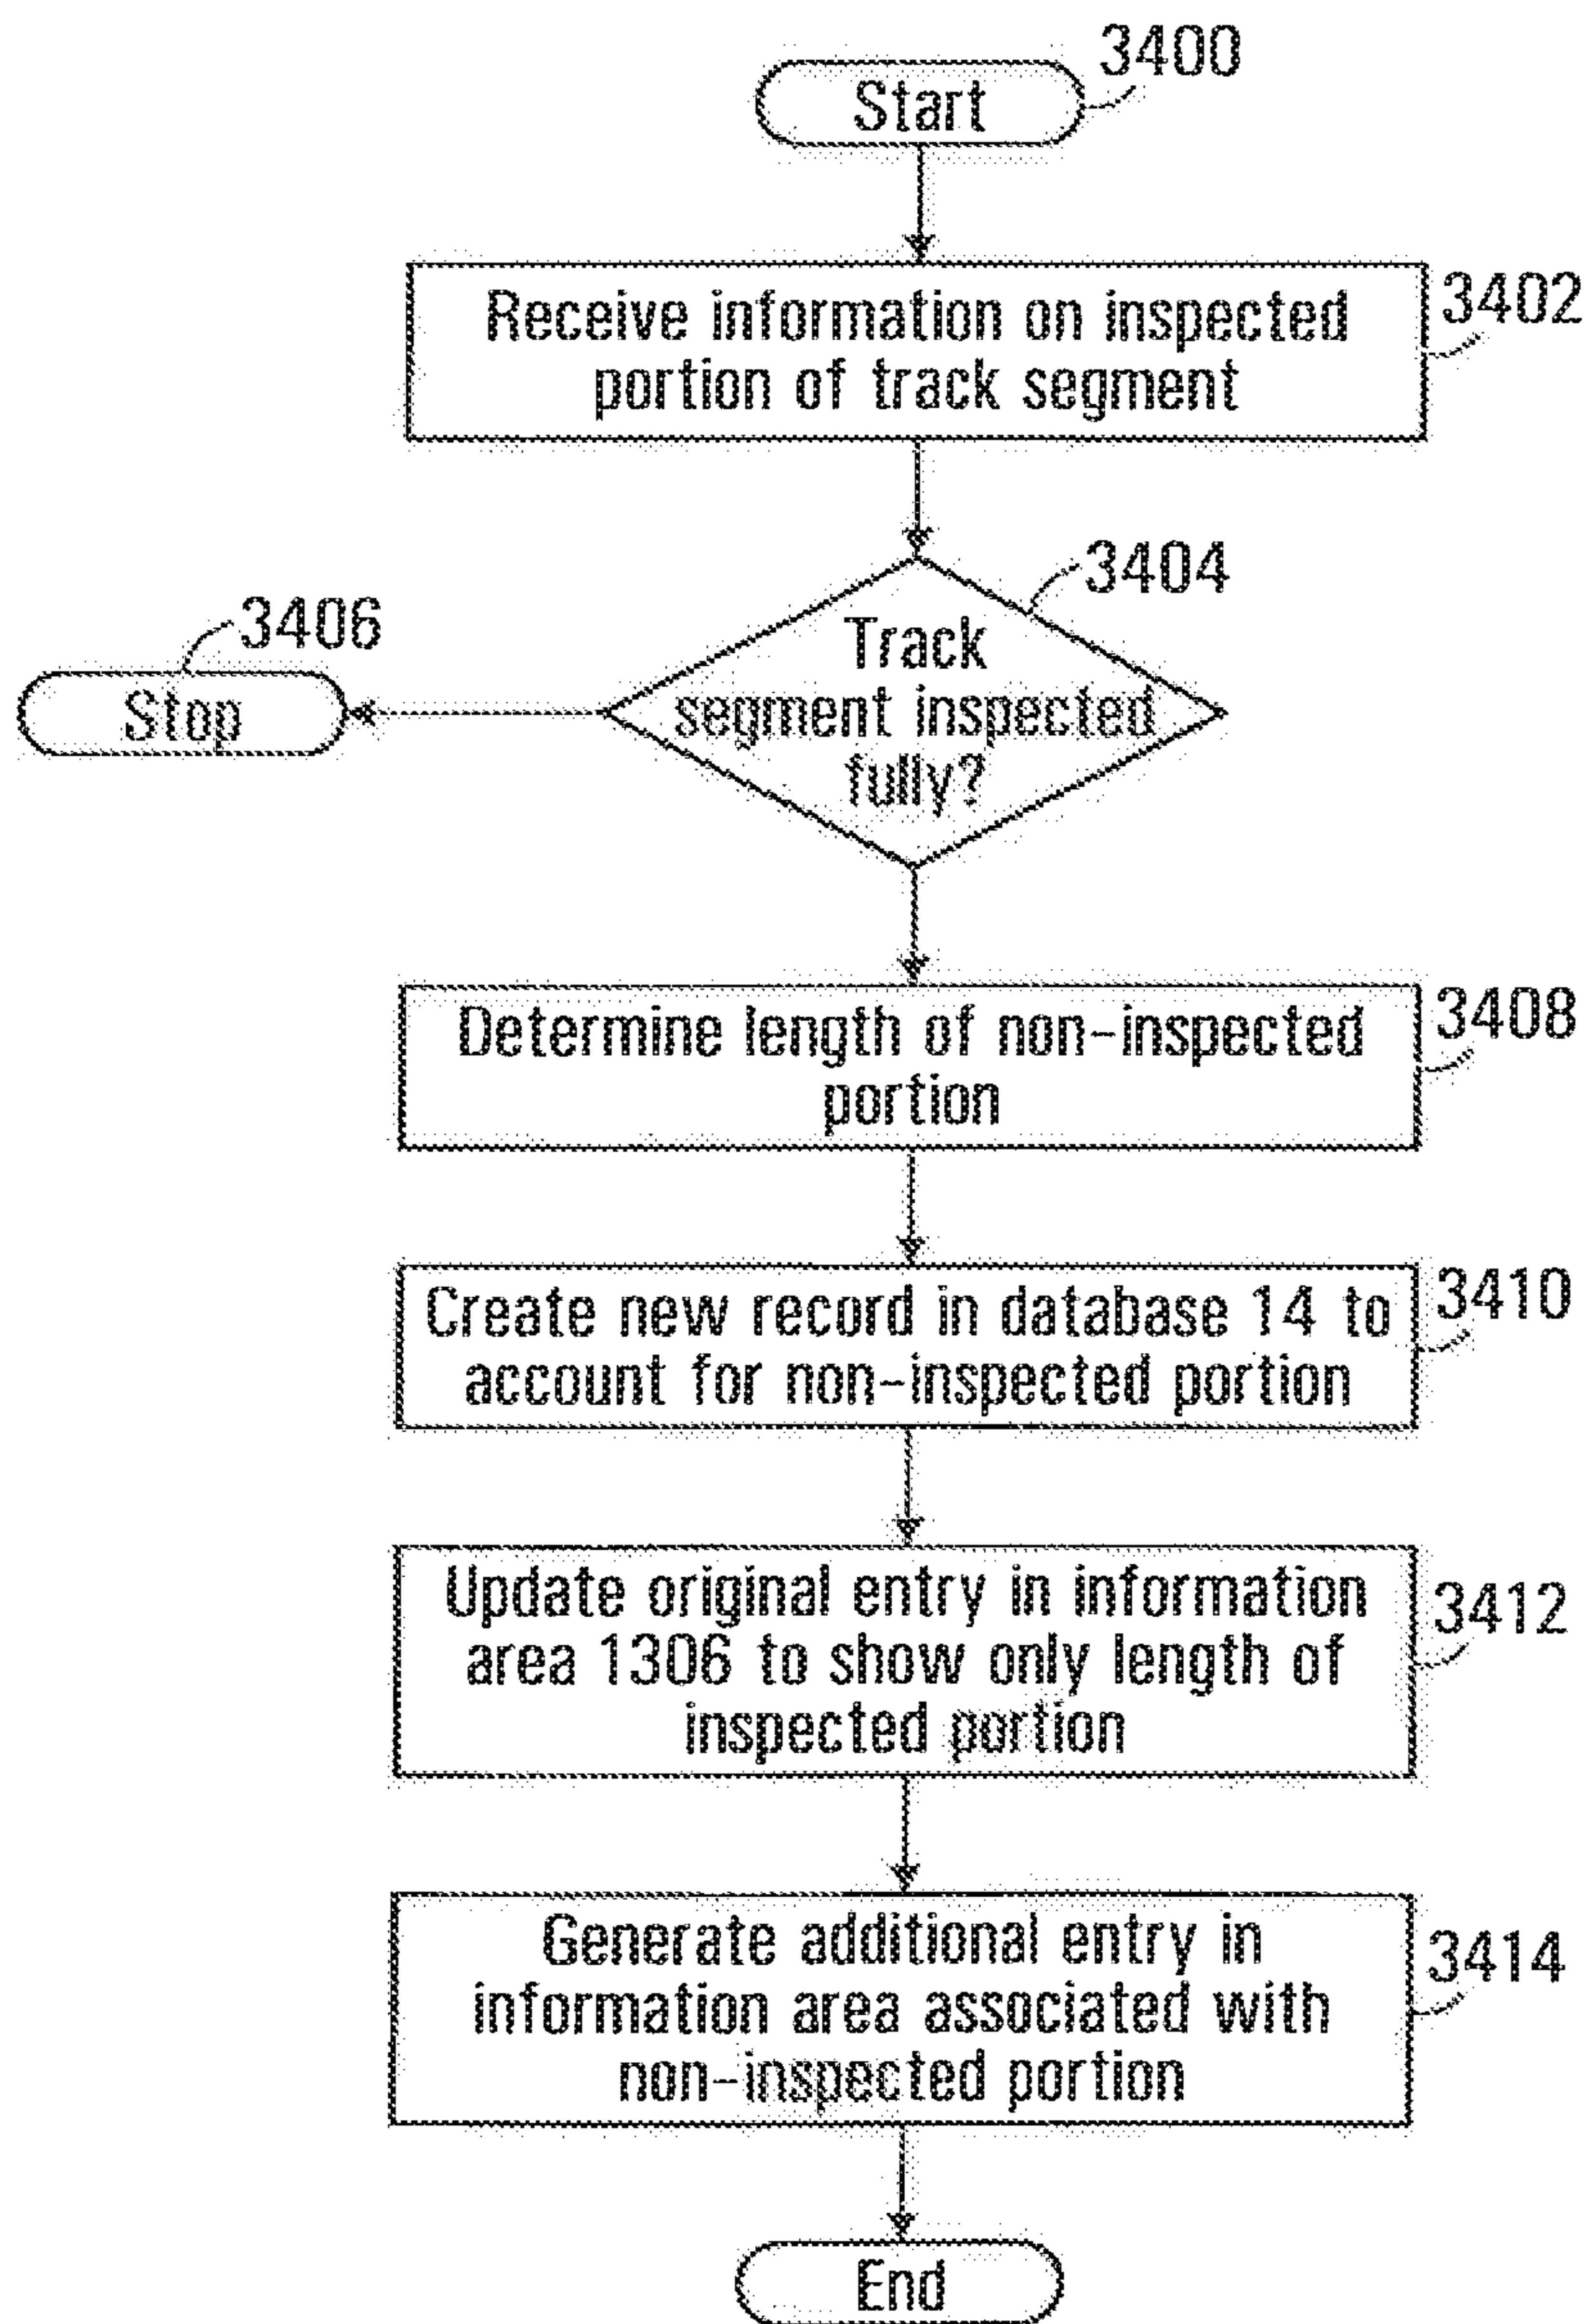 3400
Start
Receive information on inspected
portion of track segment
3402
3404
Track
segment inspected
fully?
3406
Stop
Determine length of non-inspected
portion
3408
Create new record in database 14 to
account for non-inspected portion
3410
Update original entry in information
area 1306 to show only length of
inspected portion
3412
Generate additional entry in
information area associated with
non-inspected portion
3414
End